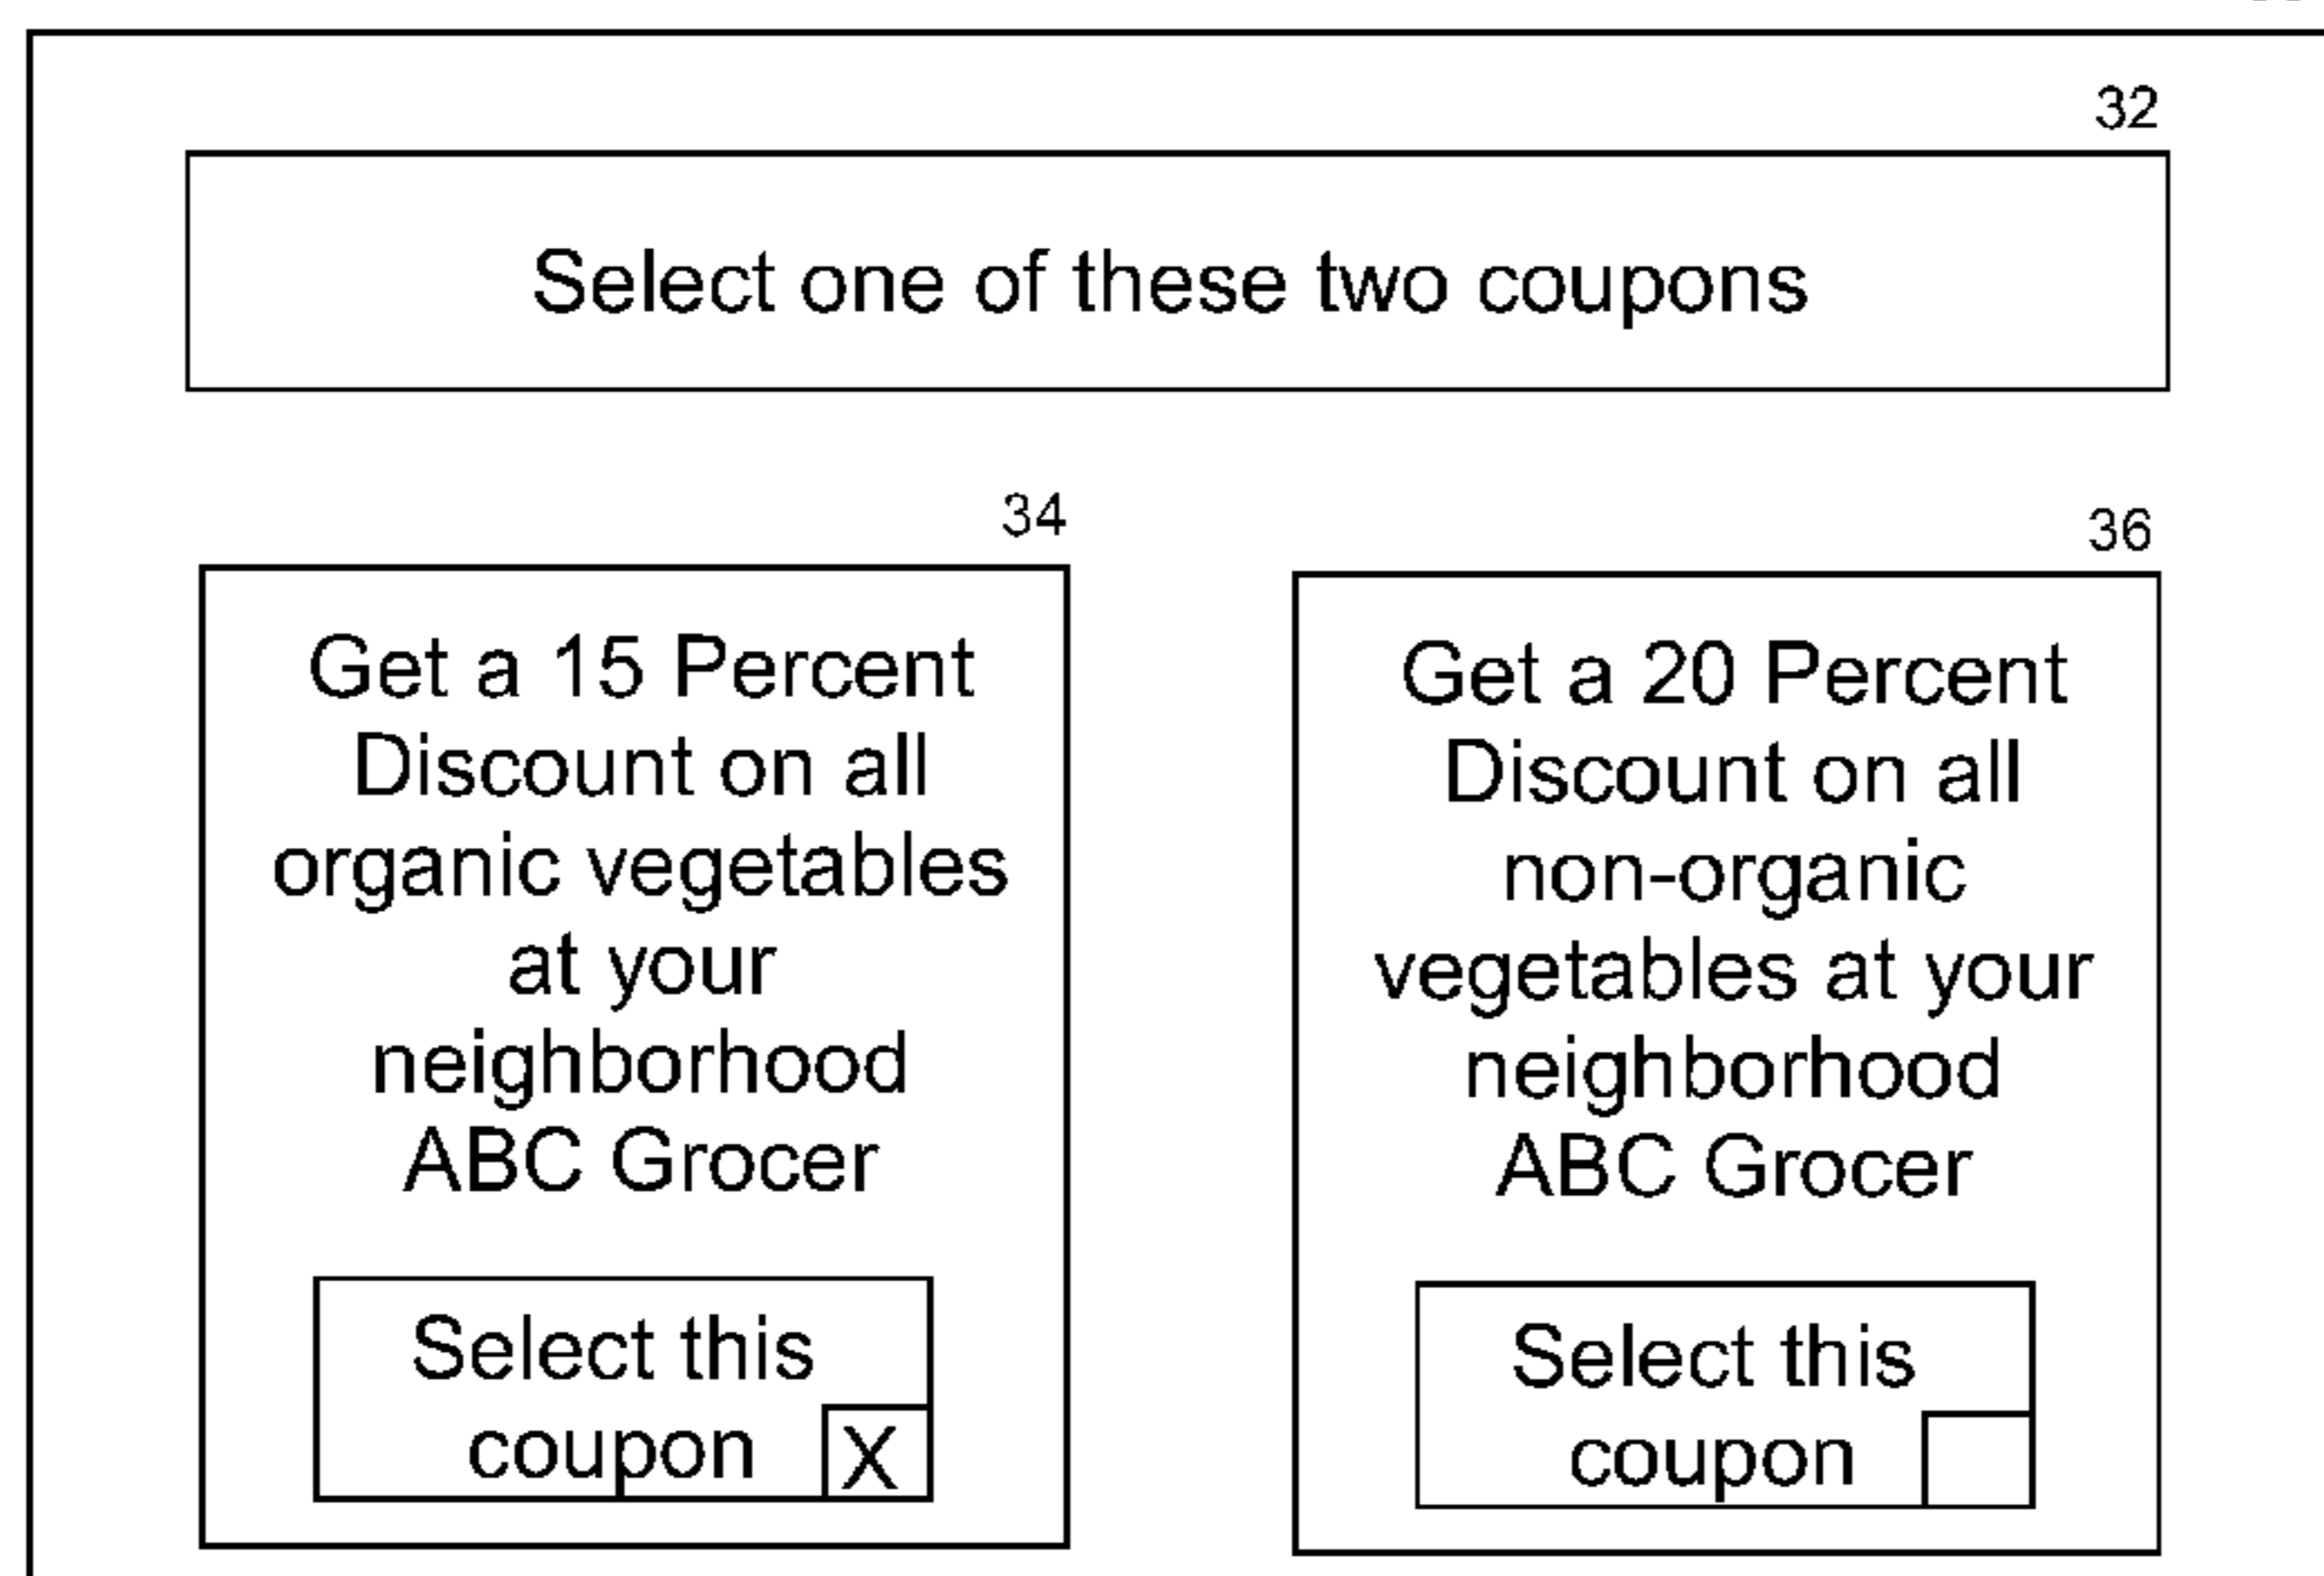 32
Select one of these two coupons
34
Get a 15 Percent
Discount on all
organic vegetables
at your
neighborhood
ABC Grocer
Select this
coupon X
36
Get a 20 Percent
Discount on all
non-organic
vegetables at your
neighborhood
ABC Grocer
Select this
coupon